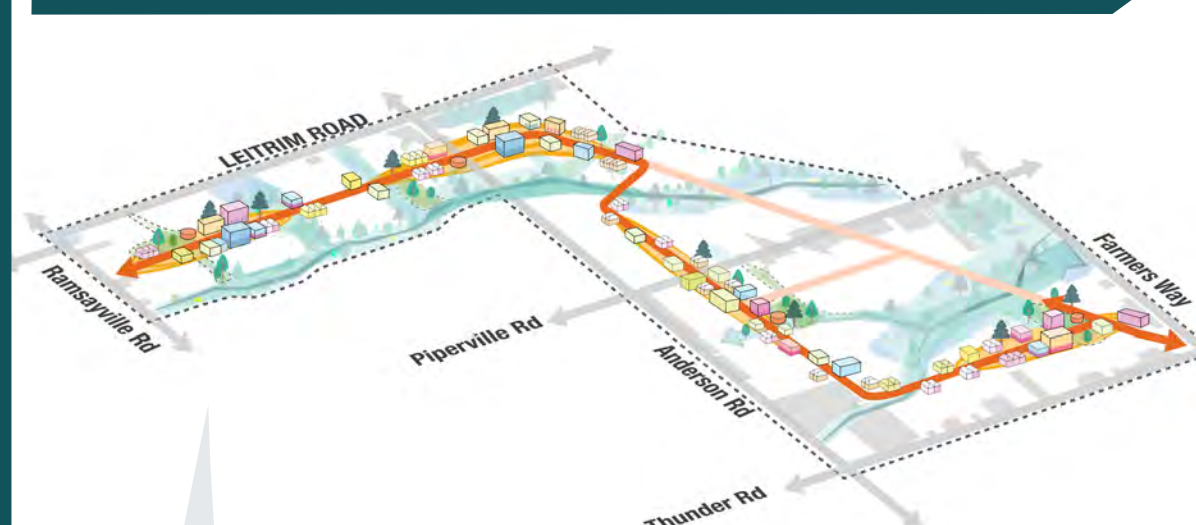 LEITRIM ROAD
Ramsayville Rd
Piperville Rd
Anderson Rd
Farmers Way
Thunder Rd